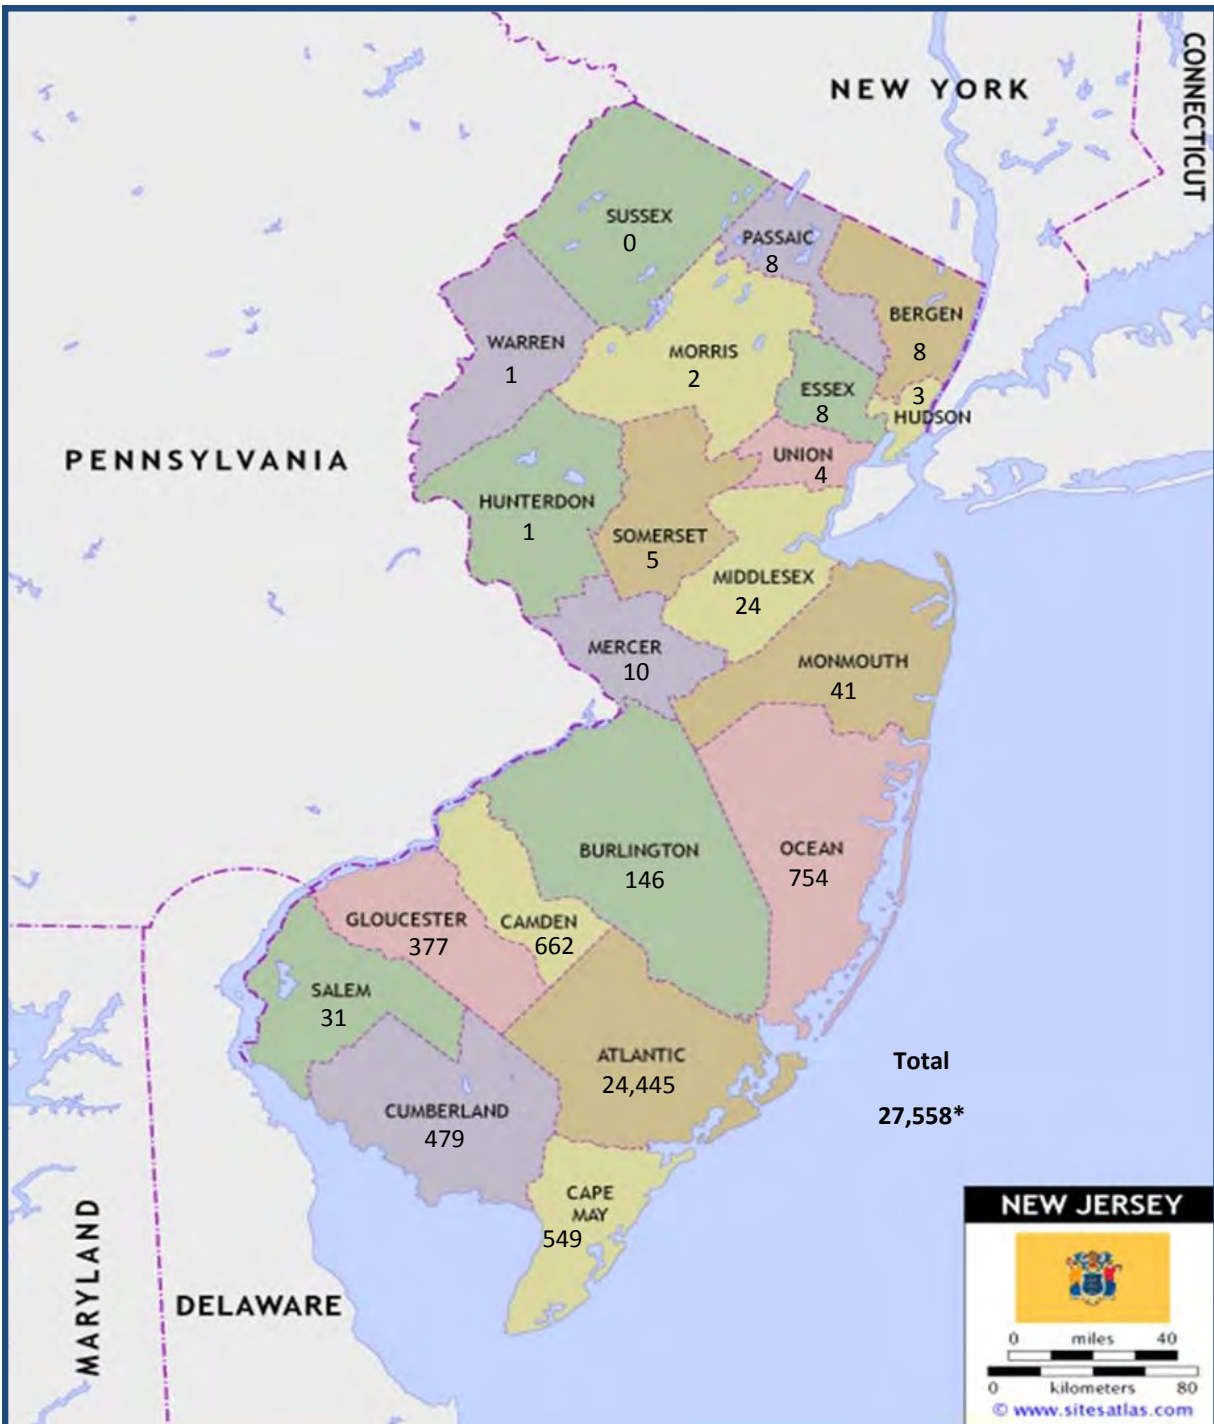 NEW YORK
CONNECTICUT
SUSSEX
0
PASSAIC
8
BERGEN
8
WARREN
1
MORRIS
2
ESSEX
8
3
HUDSON
UNION
4
PENNSYLVANIA
HUNTERDON
1
SOMERSET
5
MIDDLESEX
24
MERCER
10
MONMOUTH
41
BURLINGTON
146
OCEAN
754
GLOUCESTER
377
CAMDEN
662
SALEM
31
ATLANTIC
24,445
Total
27,558*
CUMBERLAND
479
CAPE
MAY
549
MARYLAND
DELAWARE
NEW JERSEY
0 miles 40
0 kilometers 80
© www.sitesatlas.com